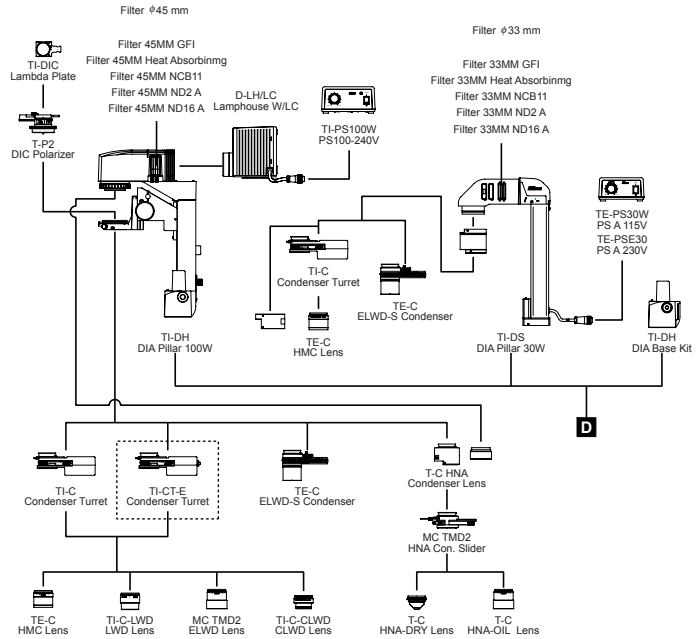 Filter ϕ45 mm
Filter 45MM GFI
Filter 45MM Heat Absorbinmg
Filter 45MM NCB11
Filter 45MM ND2 A
Filter 45MM ND16 A
Filter ϕ33 mm
Filter 33MM GFI
Filter 33MM Heat Absorbinmg
Filter 33MM NCB11
Filter 33MM ND2 A
Filter 33MM ND16 A
TI-DIC
Lambda Plate
T-P2
DIC Polarizer
D-LH/LC
Lamphouse W/LC
TI-PS100W
PS100-240V
TE-PS30W
PS A 115V
TE-PSE30
PS A 230V
TI-C
Condenser Turret
TE-C
ELWD-S Condenser
TE-C
HMC Lens
TI-DH
DIA Pillar 100W
TI-DS
DIA Pillar 30W
TI-DH
DIA Base Kit
D
TI-C
Condenser Turret
TI-CT-E
Condenser Turret
TE-C
ELWD-S Condenser
T-C HNA
Condenser Lens
MC TMD2
HNA Con. Slider
TE-C
HMC Lens
TI-C-LWD
LWD Lens
MC TMD2
ELWD Lens
TI-C-CLWD
CLWD Lens
T-C
HNA-DRY Lens
T-C
HNA-OIL Lens